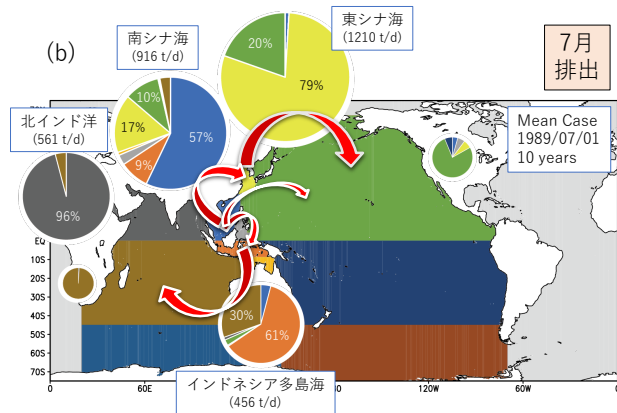 (b)
南シナ海
(916 t/d)
東シナ海
(1210 t/d)
7月
排出
北インド洋
(561 t/d)
Mean Case
1989/07/01
10 years
20%
79%
10%
17%
57%
9%
96%
30%
61%
EQ
10S
20S
30S
40S
50S
60S
70S
0
60E
120W
60W
0
インドネシア多島海
(456 t/d)